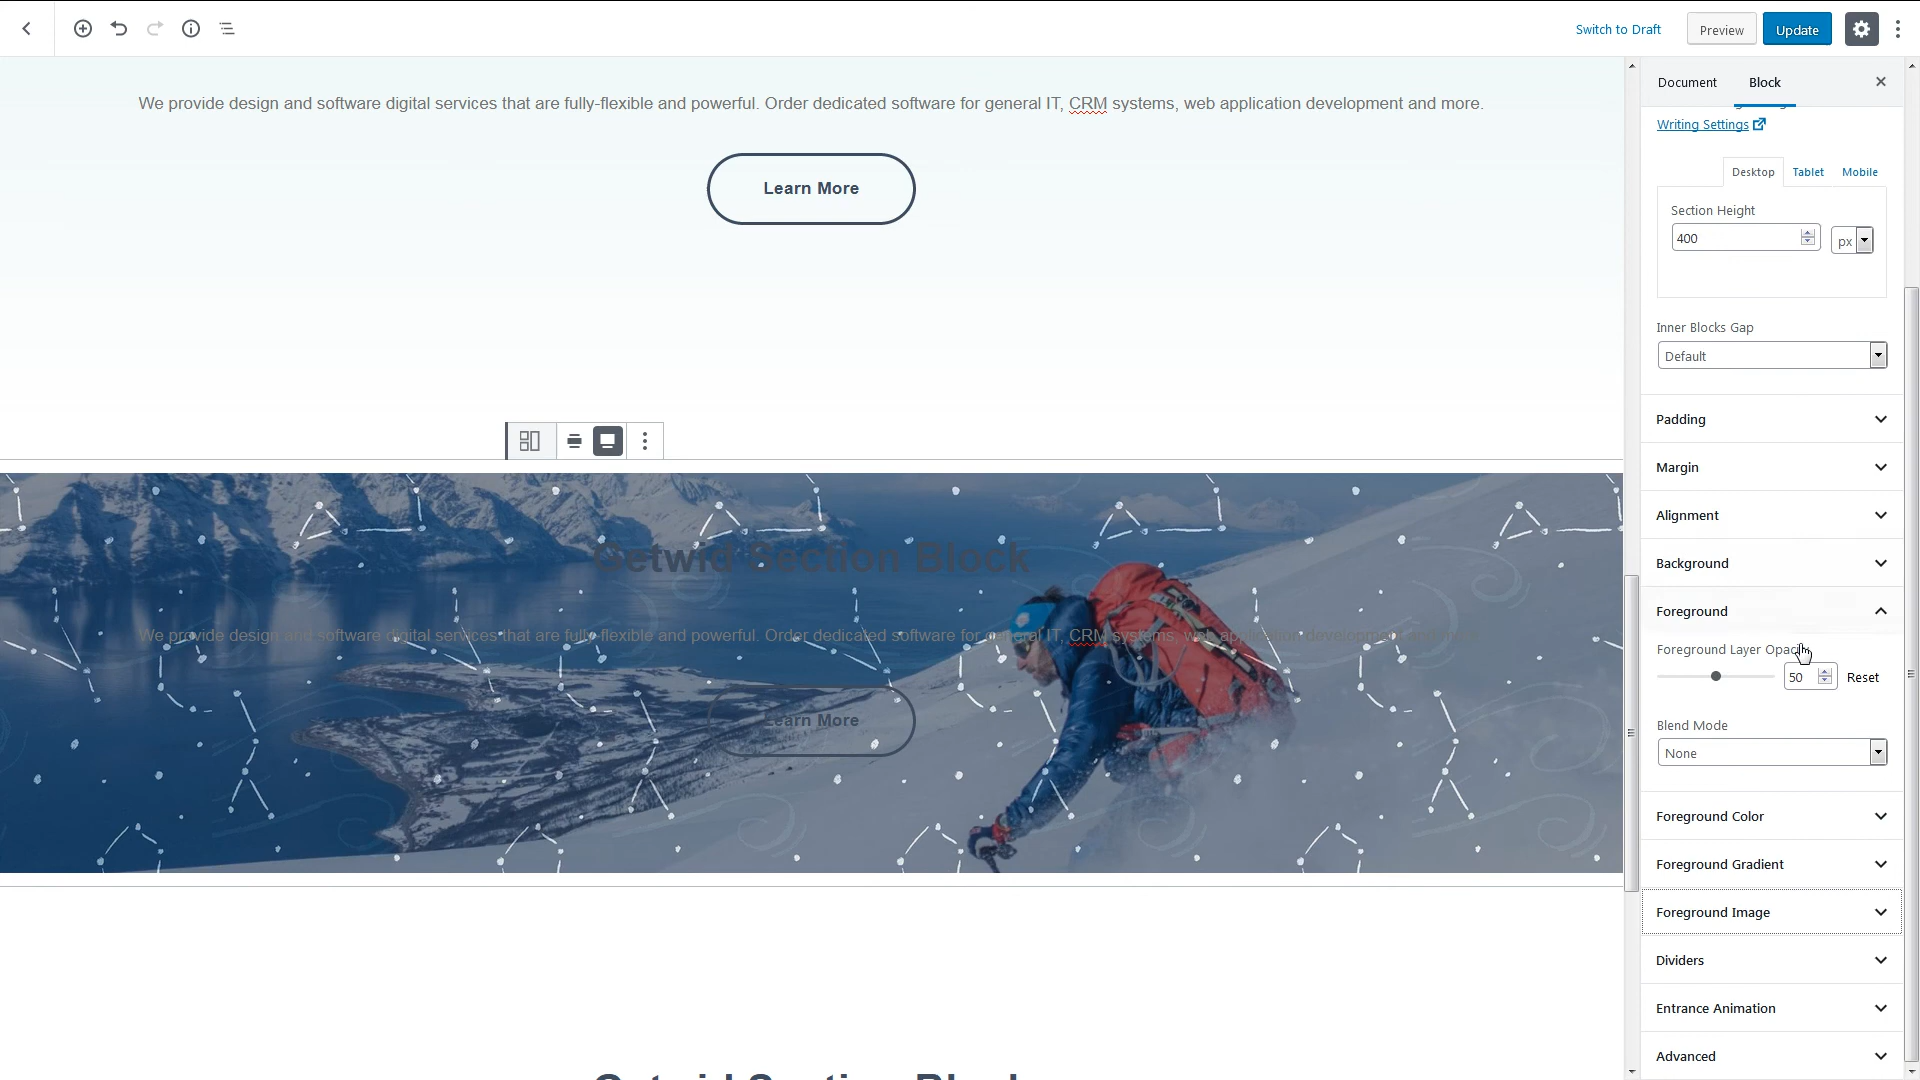 Switch to Draft
Preview
Update
Document
Block
Writing Settings
We provide design and software digital services that are fully-flexible and powerful. Order dedicated software for general IT, CRM systems, web application development and more.
Learn More
Desktop
Tablet
Mobile
Section Height
400
px
Inner Blocks Gap
Default
Padding
Margin
Alignment
Background
Foreground
Foreground Layer Opacity
50
Reset
Blend Mode
None
Foreground Color
Foreground Gradient
Foreground Image
Dividers
Entrance Animation
Advanced
Getwid Section Block
We provide design and software digital services that are fully-flexible and powerful. Order dedicated software for general IT, CRM systems, web application development and more.
Learn More
Getwid Section Block